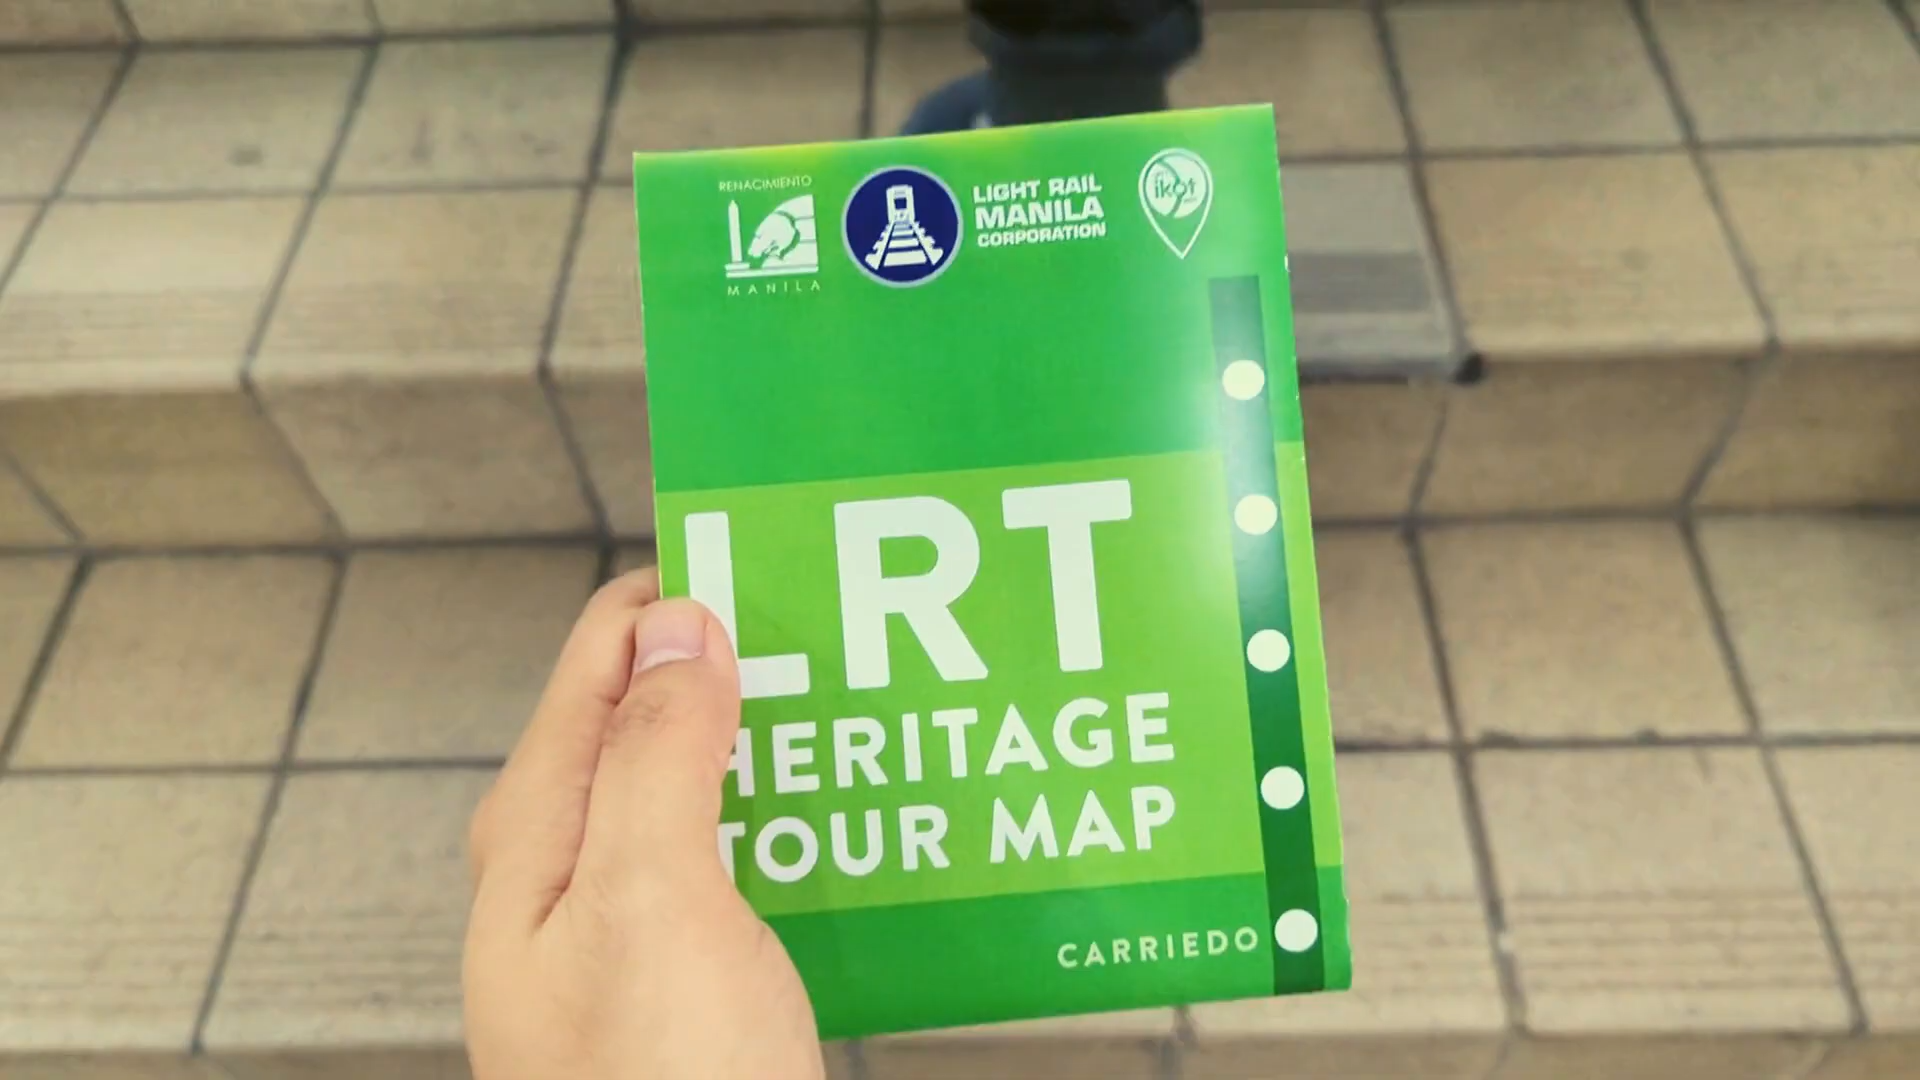 RENACIMIENTO
MANILA
LIGHT RAIL
MANILA
CORPORATION
ikot
LRT
HERITAGE
TOUR MAP
CARRIEDO